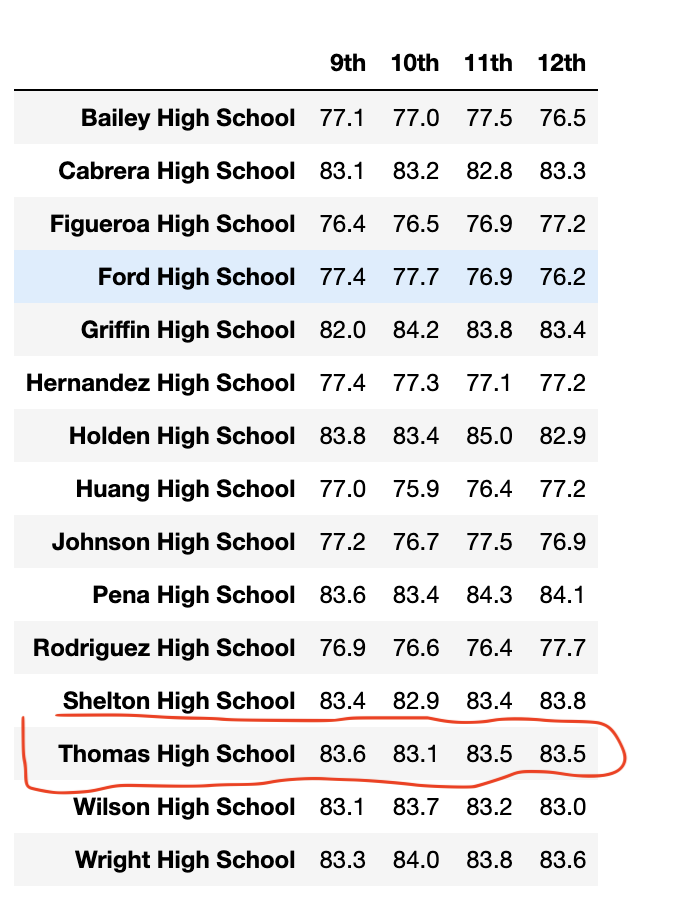 9th 10th 11th 12th
Bailey High School 77.1 77.0 77.5 76.5
Cabrera High School 83.1 83.2 82.8 83.3
Figueroa High School 76.4 76.5 76.9 77.2
Ford High School 77.4 77.7 76.9 76.2
Griffin High School 82.0 84.2 83.8 83.4
Hernandez High School 77.4 77.3 77.1 77.2
Holden High School 83.8 83.4 85.0 82.9
Huang High School 77.0 75.9 76.4 77.2
Johnson High School 77.2 76.7 77.5 76.9
Pena High School 83.6 83.4 84.3 84.1
Rodriguez High School 76.9 76.6 76.4 77.7
Shelton High School 83.4 82.9 83.4 83.8
Thomas High School 83.6 83.1 83.5 83.5
Wilson High School 83.1 83.7 83.2 83.0
Wright High School 83.3 84.0 83.8 83.6